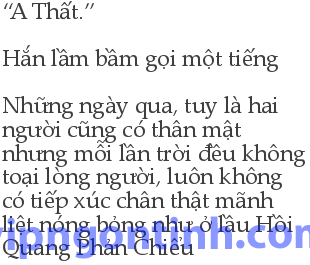 “A Thất.”
Hắn lầm bầm gọi một tiếng
Những ngày qua, tuy là hai
người cũng có thân mật
nhưng mỗi lần trời đều không
toại lòng người, luôn không
có tiếp xúc chân thật mãnh
liệt nóng bỏng như ở lầu Hồi
Quang Phản Chiếu
vipngontinh.com